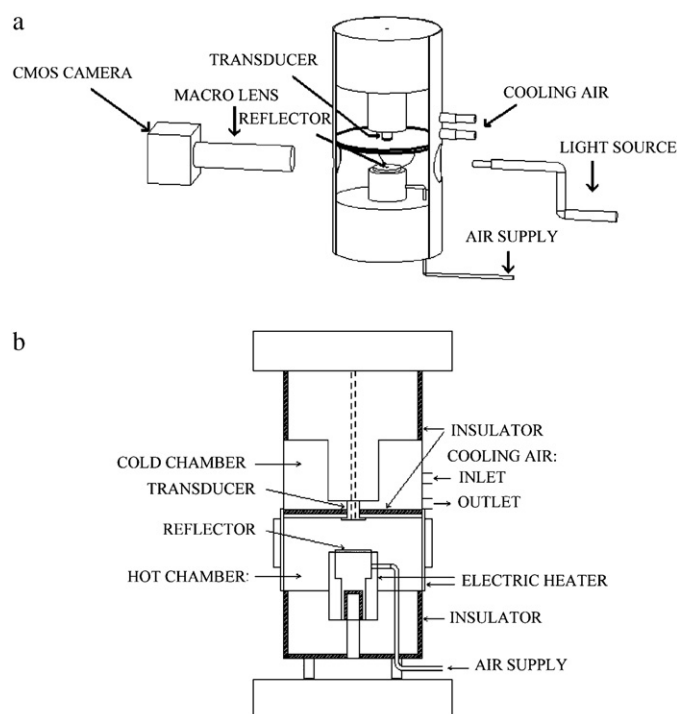 a
TRANSDUCER
CMOS CAMERA
COOLING AIR
MACRO LENS
REFLECTOR
LIGHT SOURCE
AIR SUPPLY
b
INSULATOR
COOLING AIR:
COLD CHAMBER
INLET
TRANSDUCER
OUTLET
REFLECTOR
HOT CHAMBER:
ELECTRIC HEATER
INSULATOR
AIR SUPPLY